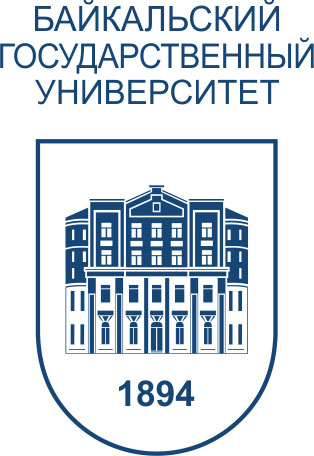 БАЙКАЛЬСКИЙ
ГОСУДАРСТВЕННЫЙ
УНИВЕРСИТЕТ
1894